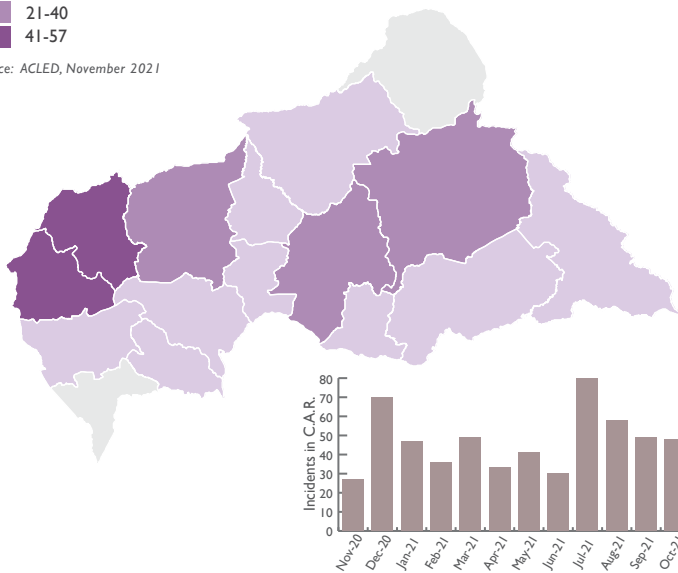 21-40
41-57
ce: ACLED, November 2021
Incidents in C.A.R.
80
70
60
50
40
30
20
10
0
Nov-20
Dec-20
Jan-21
Feb-21
Mar-21
Apr-21
May-21
Jun-21
Jul-21
Aug-21
Sep-21
Oct-2